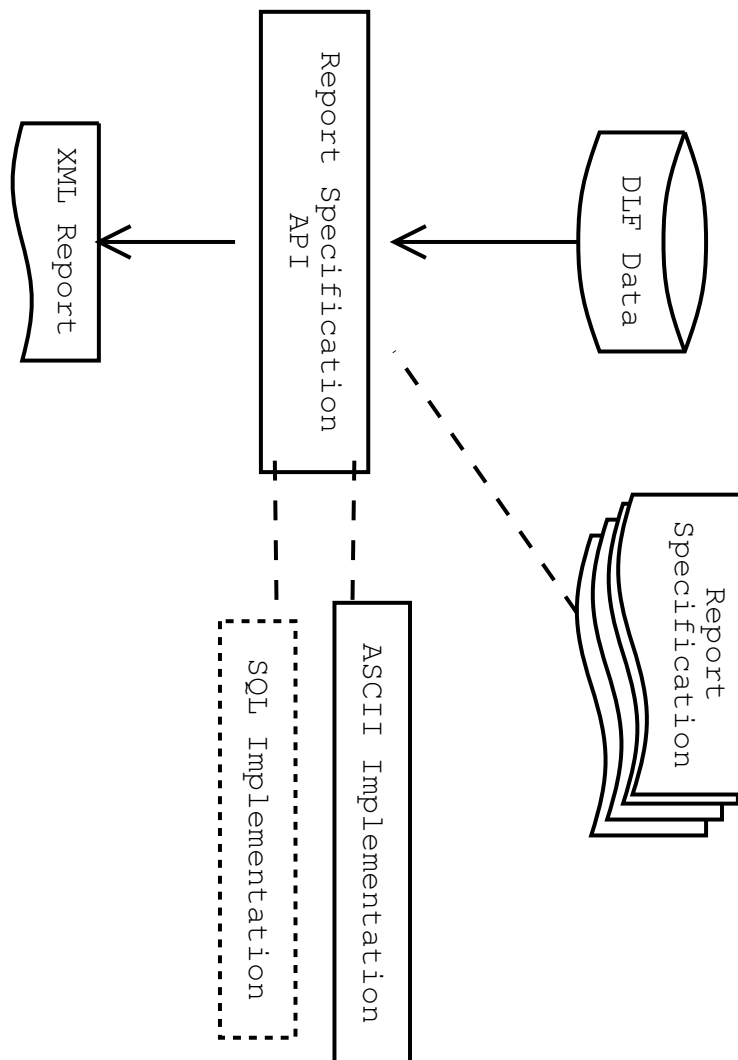 DLF Data
Report
Specification
Report Specification
API
ASCII Implementation
SQL Implementation
XML Report